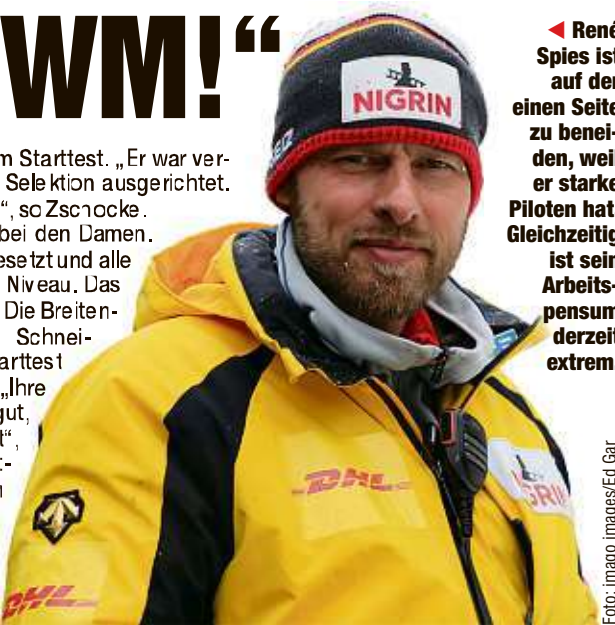 WM!“
m Starttest. „Er war ver-
Selektion ausgerichtet.
“, so Zschocke.
bei den Damen.
esetzt und alle
Niveau. Das
Die Breiten-
Schnei-
arttest
„Ihre
gut,
t“,
t-
n
◀ René
Spies ist
auf der
einen Seite
zu benei-
den, weil
er starke
Piloten hat.
Gleichzeitig
ist sein
Arbeits-
pensum
derzeit
extrem
Foto: imago images/Ed Gar
NIGRIN
DHL
NIGRIN
DHL